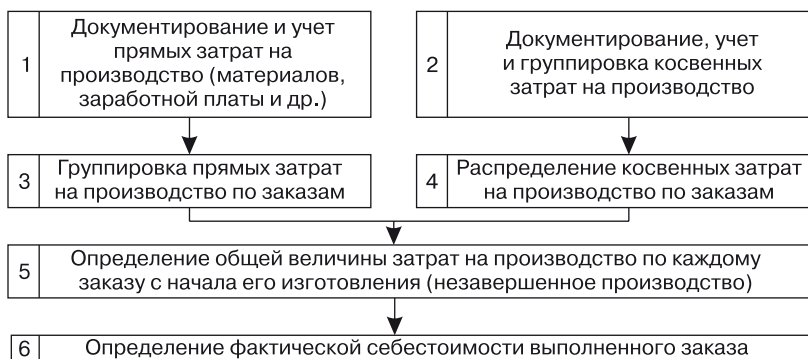 1
Документирование и учет
прямых затрат на
производство (материалов,
заработной платы и др.)
2
Документирование, учет
и группировка косвенных
затрат на производство
3
Группировка прямых затрат
на производство по заказам
4
Распределение косвенных затрат
на производство по заказам
5
Определение общей величины затрат на производство по каждому
заказу с начала его изготовления (незавершенное производство)
6
Определение фактической себестоимости выполненного заказа